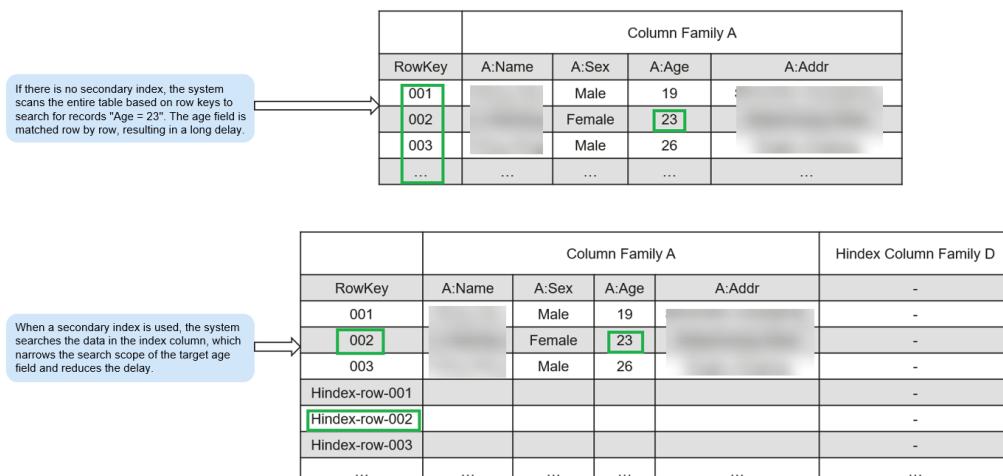 Column Family A
RowKey A:Name A:Sex A:Age A:Addr
If there is no secondary index, the system
scans the entire table based on row keys to
search for records "Age = 23". The age field is
matched row by row, resulting in a long delay.
001 Male 19
002 Female 23
003 Male 26
... ... ... ... ...
Column Family A Hindex Column Family D
RowKey A:Name A:Sex A:Age A:Addr -
When a secondary index is used, the system
searches the data in the index column, which
narrows the search scope of the target age
field and reduces the delay.
001 Male 19 -
002 Female 23 -
003 Male 26 -
Hindex-row-001 -
Hindex-row-002 -
Hindex-row-003 -
... ... ... ... ... ...